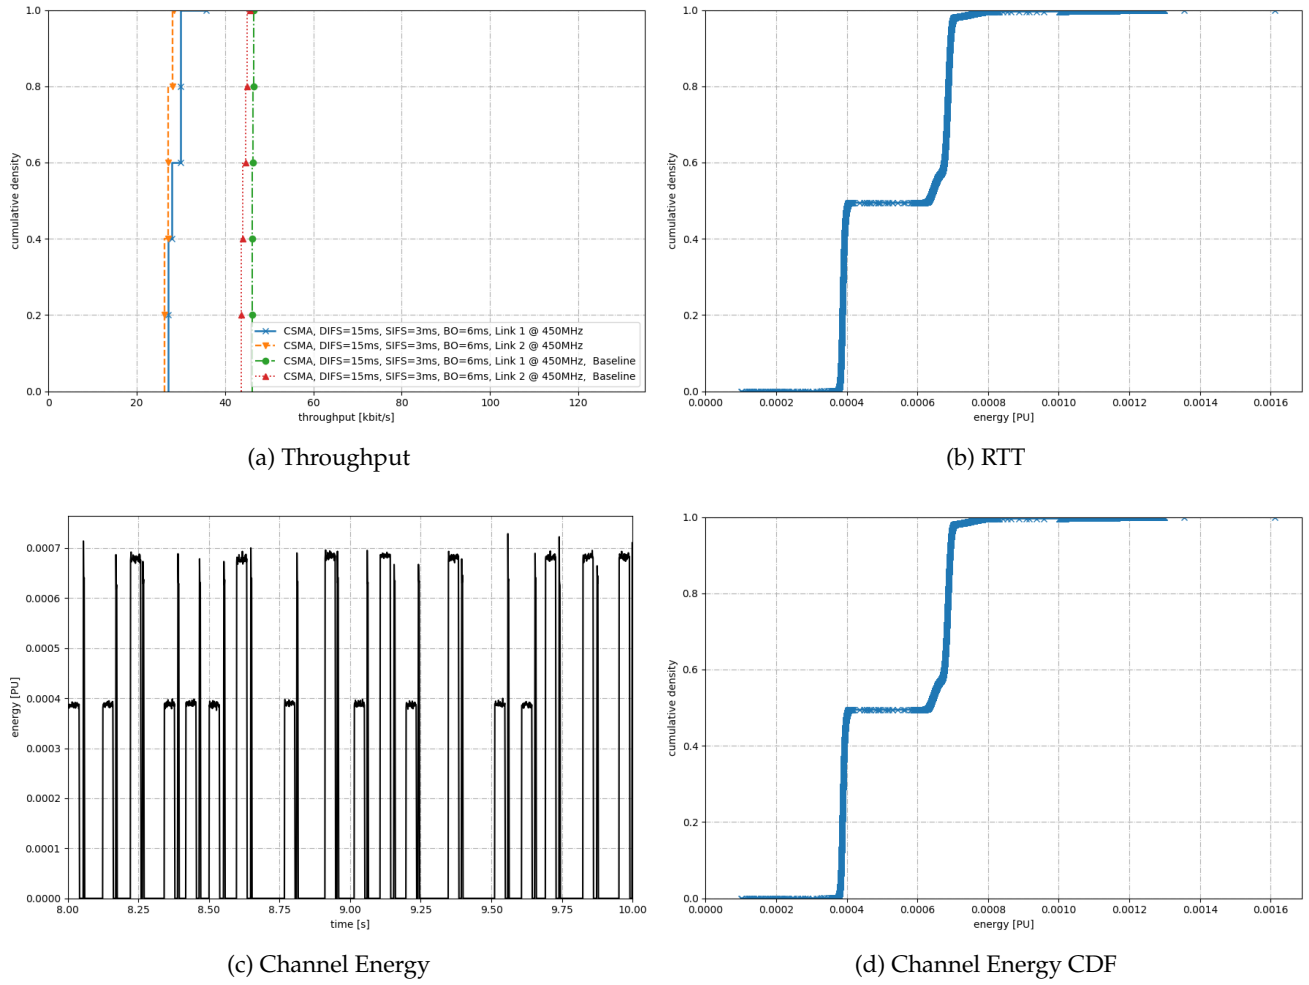 1.0
0.8
0.6
0.4
0.2
0.0
cumulative density
0 20 40 60 80 100 120
throughput [kbit/s]
CSMA, DIFS=15ms, SIFS=3ms, BO=6ms, Link 1 @ 450MHz
CSMA, DIFS=15ms, SIFS=3ms, BO=6ms, Link 2 @ 450MHz
CSMA, DIFS=15ms, SIFS=3ms, BO=6ms, Link 1 @ 450MHz, Baseline
CSMA, DIFS=15ms, SIFS=3ms, BO=6ms, Link 2 @ 450MHz, Baseline
(a) Throughput
1.0
0.8
0.6
0.4
0.2
0.0
cumulative density
0.0000 0.0002 0.0004 0.0006 0.0008 0.0010 0.0012 0.0014 0.0016
energy [PU]
(b) RTT
0.0007
0.0006
0.0005
0.0004
0.0003
0.0002
0.0001
0.0000
energy [PU]
8.00 8.25 8.50 8.75 9.00 9.25 9.50 9.75 10.00
time [s]
(c) Channel Energy
1.0
0.8
0.6
0.4
0.2
0.0
cumulative density
0.0000 0.0002 0.0004 0.0006 0.0008 0.0010 0.0012 0.0014 0.0016
energy [PU]
(d) Channel Energy CDF